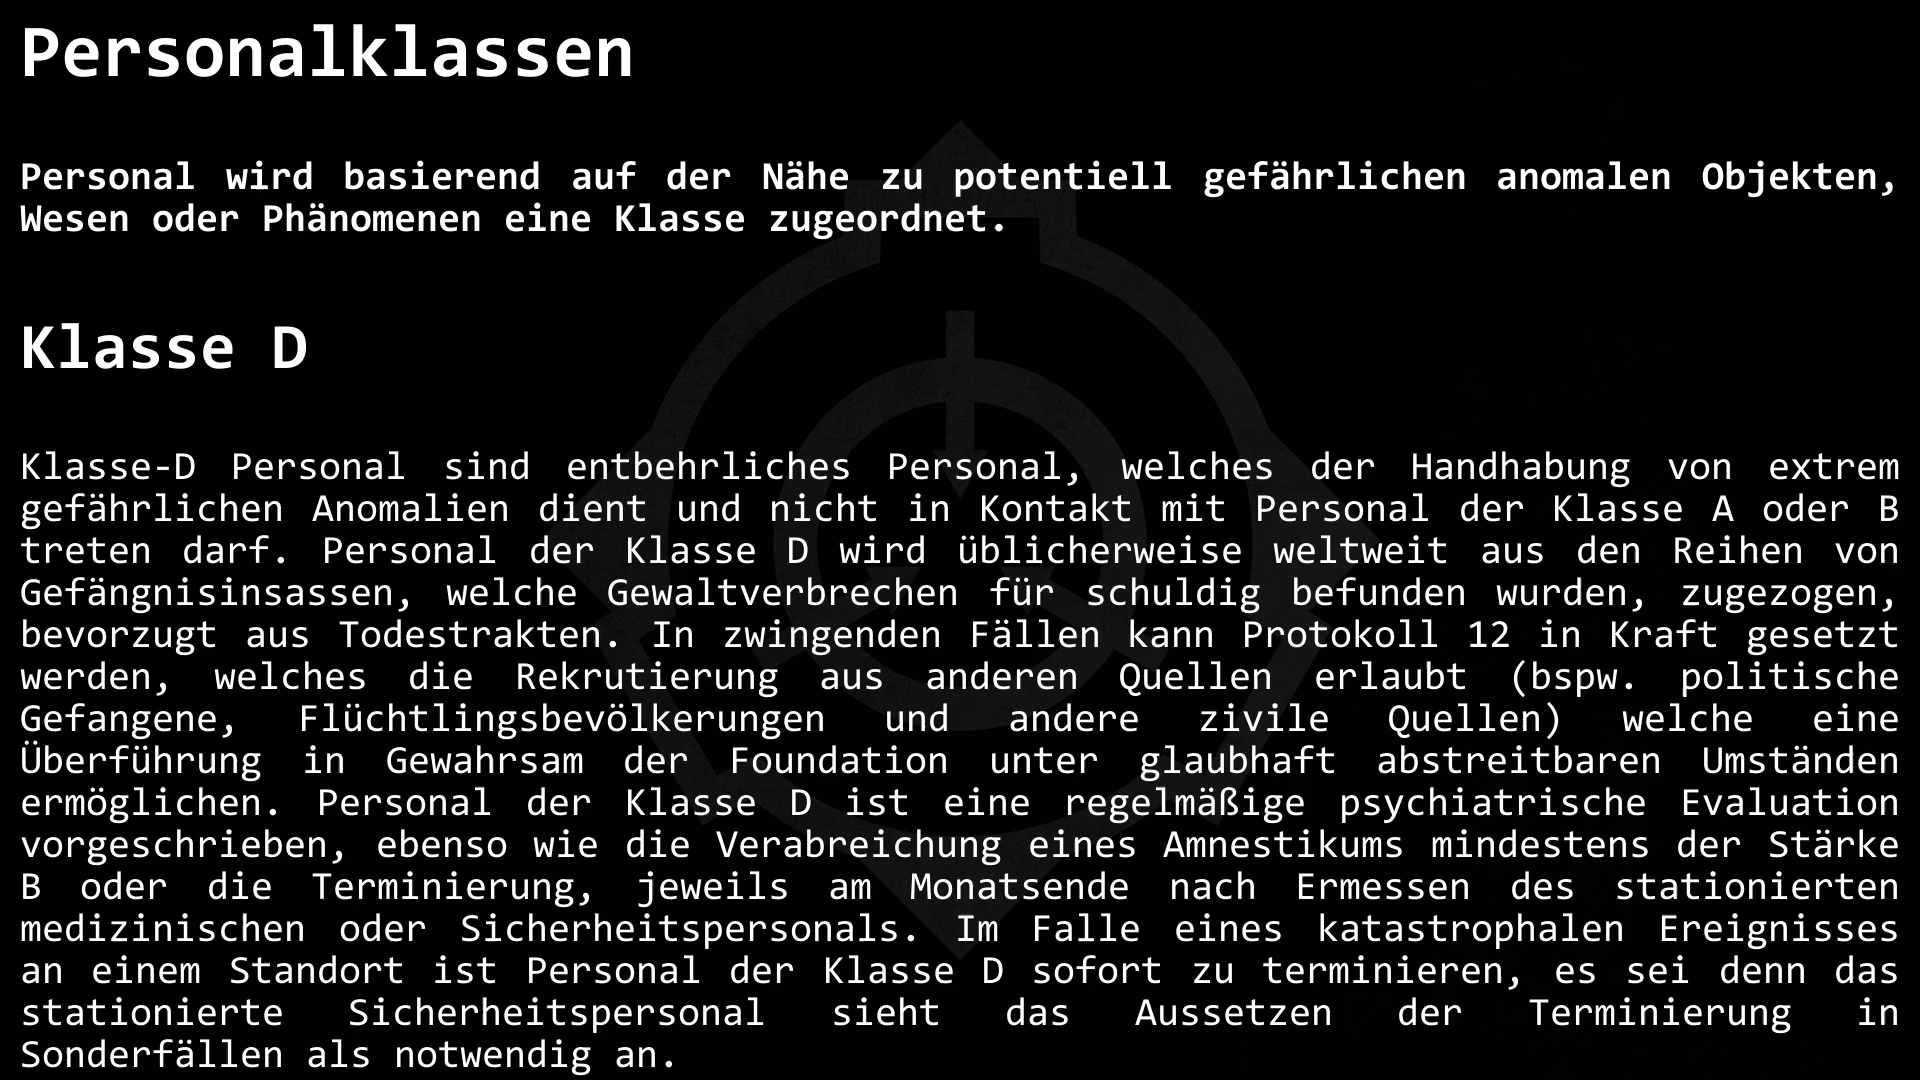 Personalklassen
Personal wird basierend auf der Nähe zu potentiell gefährlichen anomalen Objekten,
Wesen oder Phänomenen eine Klasse zugeordnet.
Klasse D
Klasse-D Personal sind entbehrliches Personal, welches der Handhabung von extrem
gefährlichen Anomalien dient und nicht in Kontakt mit Personal der Klasse A oder B
treten darf. Personal der Klasse D wird üblicherweise weltweit aus den Reihen von
Gefängnisinsassen, welche Gewaltverbrechen für schuldig befunden wurden, zugezogen,
bevorzugt aus Todestrakten. In zwingenden Fällen kann Protokoll 12 in Kraft gesetzt
werden, welches die Rekrutierung aus anderen Quellen erlaubt (bspw. politische
Gefangene, Flüchtlingsbevölkerungen und andere zivile Quellen) welche eine
Überführung in Gewahrsam der Foundation unter glaubhaft abstreitbaren Umständen
ermöglichen. Personal der Klasse D ist eine regelmäßige psychiatrische Evaluation
vorgeschrieben, ebenso wie die Verabreichung eines Amnestikums mindestens der Stärke
B oder die Terminierung, jeweils am Monatsende nach Ermessen des stationierten
medizinischen oder Sicherheitspersonals. Im Falle eines katastrophalen Ereignisses
an einem Standort ist Personal der Klasse D sofort zu terminieren, es sei denn das
stationierte Sicherheitspersonal sieht das Aussetzen der Terminierung in
Sonderfällen als notwendig an.